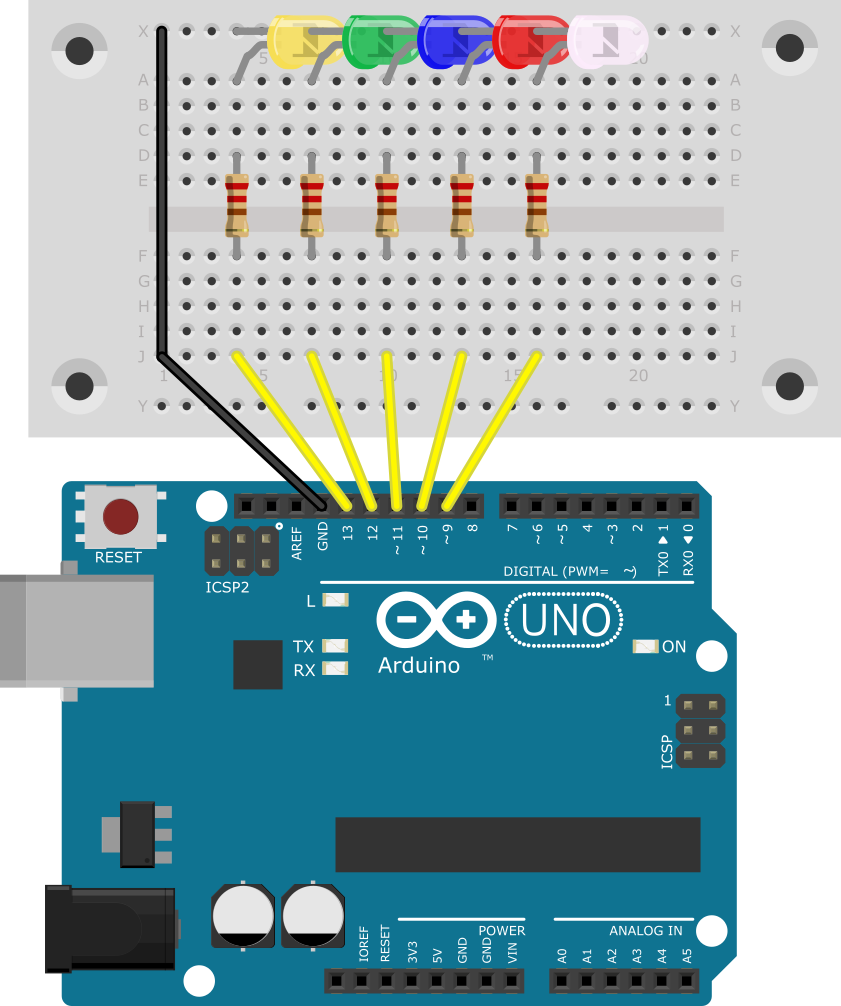 X X
5 10
A A
B B
C C
D D
E E
F F
G G
H H
I I
J J
1 5 10 15 20
Y Y
RESET
ICSP2
AREF
GND
13
12
~ 11
~ 10
~ 9
8
7
~ 6
~ 5
4
~ 3
2
TX0 ▶ 1
RX0 ◀ 0
DIGITAL (PWM= ~)
L
TX
RX
UNO
Arduino ™
ON
1
ICSP
POWER
ANALOG IN
IOREF
RESET
3V3
5V
GND
GND
VIN
A0
A1
A2
A3
A4
A5